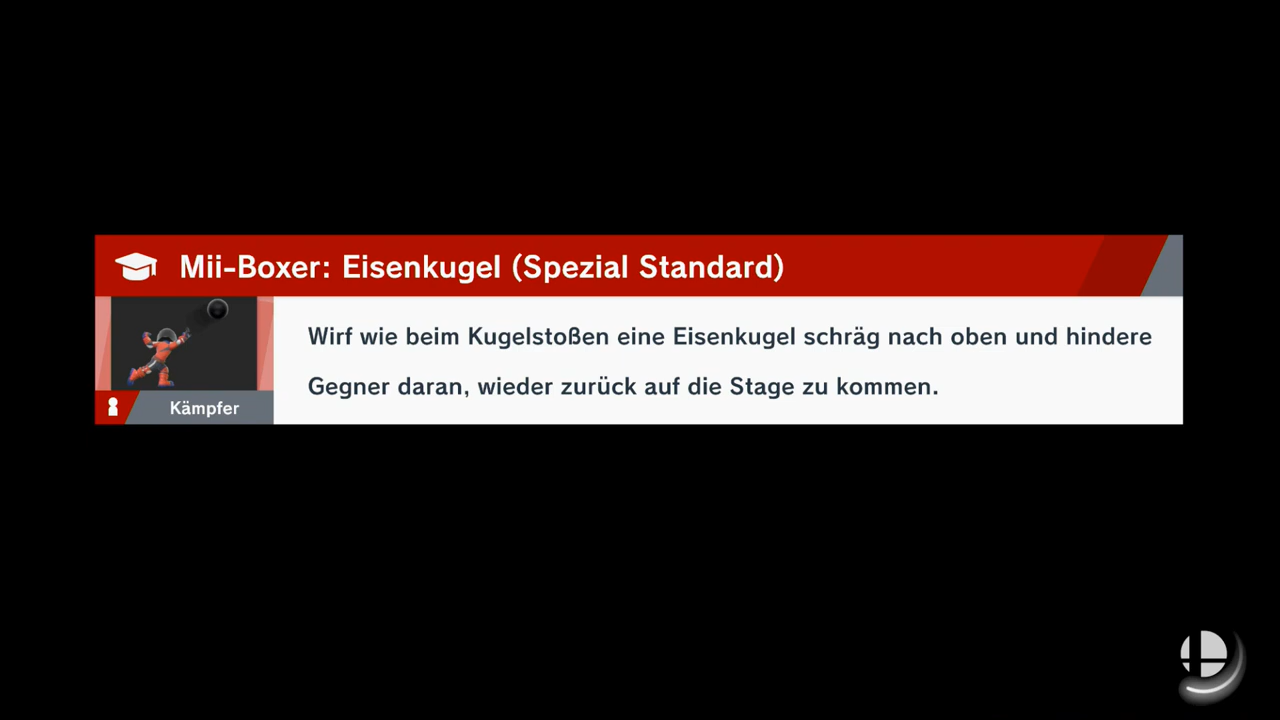 Mii-Boxer: Eisenkugel (Spezial Standard)
Wirf wie beim Kugelstoßen eine Eisenkugel schräg nach oben und hindere
Gegner daran, wieder zurück auf die Stage zu kommen.
Kämpfer